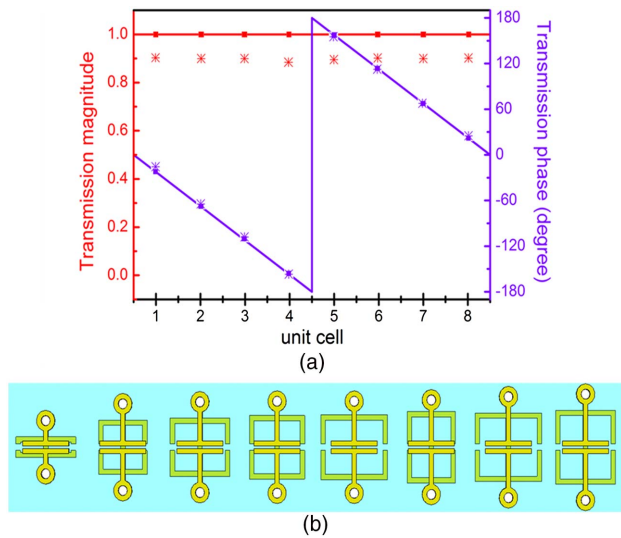 (a)
Transmission magnitude
1.0
0.8
0.6
0.4
0.2
0.0
180
120
60
0
-60
-120
-180
Transmission phase (degree)
1 2 3 4 5 6 7 8
unit cell
(a)
(b)